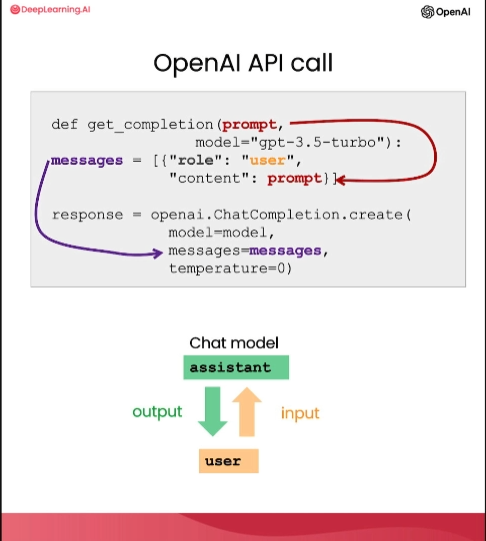 DeepLearning.AI
OpenAI
OpenAI API call
def get_completion(prompt,
model="gpt-3.5-turbo"):
messages = [{"role": "user",
"content": prompt}]
response = openai.ChatCompletion.create(
model=model,
messages=messages,
temperature=0)
Chat model
assistant
output
input
user